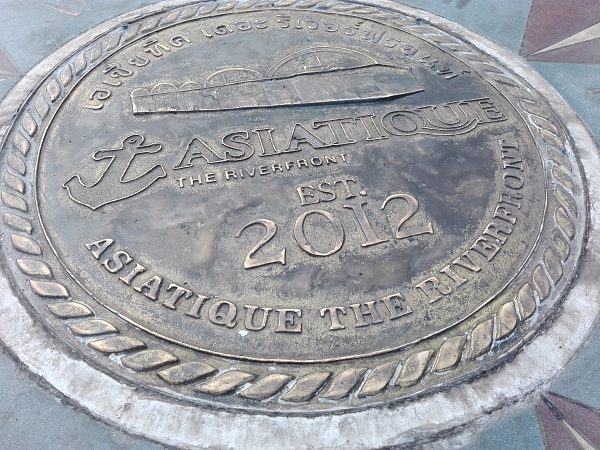 เอเชียทีค เดอะ ริเวอร์ฟร้อนท์
ASIATIQUE
THE RIVERFRONT
EST.
2012
ASIATIQUE THE RIVERFRONT